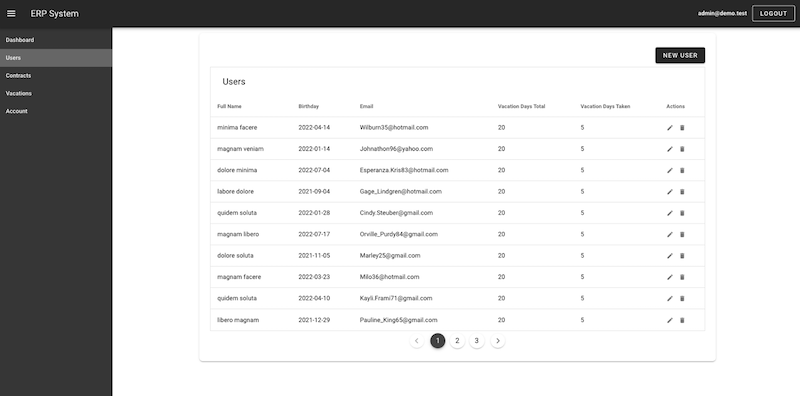 ERP System
admin@demo.test LOGOUT
Dashboard
Users
Contracts
Vacations
Account
NEW USER
Users
Full Name Birthday Email Vacation Days Total Vacation Days Taken Actions
minima facere 2022-04-14 Wilburn35@hotmail.com 20 5
magnam veniam 2022-01-14 Johnathon96@yahoo.com 20 5
dolore minima 2022-07-04 Esperanza.Kris83@hotmail.com 20 5
labore dolore 2021-09-04 Gage_Lindgren@hotmail.com 20 5
quidem soluta 2022-01-28 Cindy.Steuber@gmail.com 20 5
magnam libero 2022-07-17 Orville_Purdy84@gmail.com 20 5
dolore soluta 2021-11-05 Marley25@gmail.com 20 5
magnam facere 2022-03-23 Milo36@hotmail.com 20 5
quidem soluta 2022-04-10 Kayli.Frami71@gmail.com 20 5
libero magnam 2021-12-29 Pauline_King65@gmail.com 20 5
1 2 3